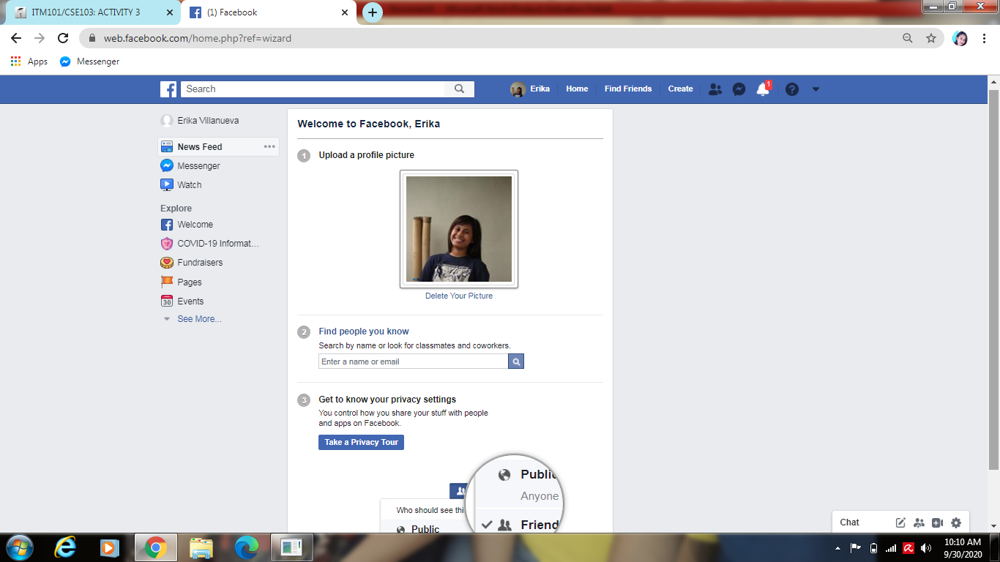 ITM101/CSE103: ACTIVITY 3
(1) Facebook
web.facebook.com/home.php?ref=wizard
Apps
Messenger
Search
Erika
Home
Find Friends
Create
1
Erika Villanueva
News Feed
Messenger
Watch
Explore
Welcome
COVID-19 Informat...
Fundraisers
Pages
30
Events
See More...
Welcome to Facebook, Erika
1
Upload a profile picture
Delete Your Picture
2
Find people you know
Search by name or look for classmates and coworkers.
Enter a name or email
3
Get to know your privacy settings
You control how you share your stuff with people
and apps on Facebook.
Take a Privacy Tour
Who should see thi
Public
Public
Anyone
Friend
Chat
10:10 AM
9/30/2020